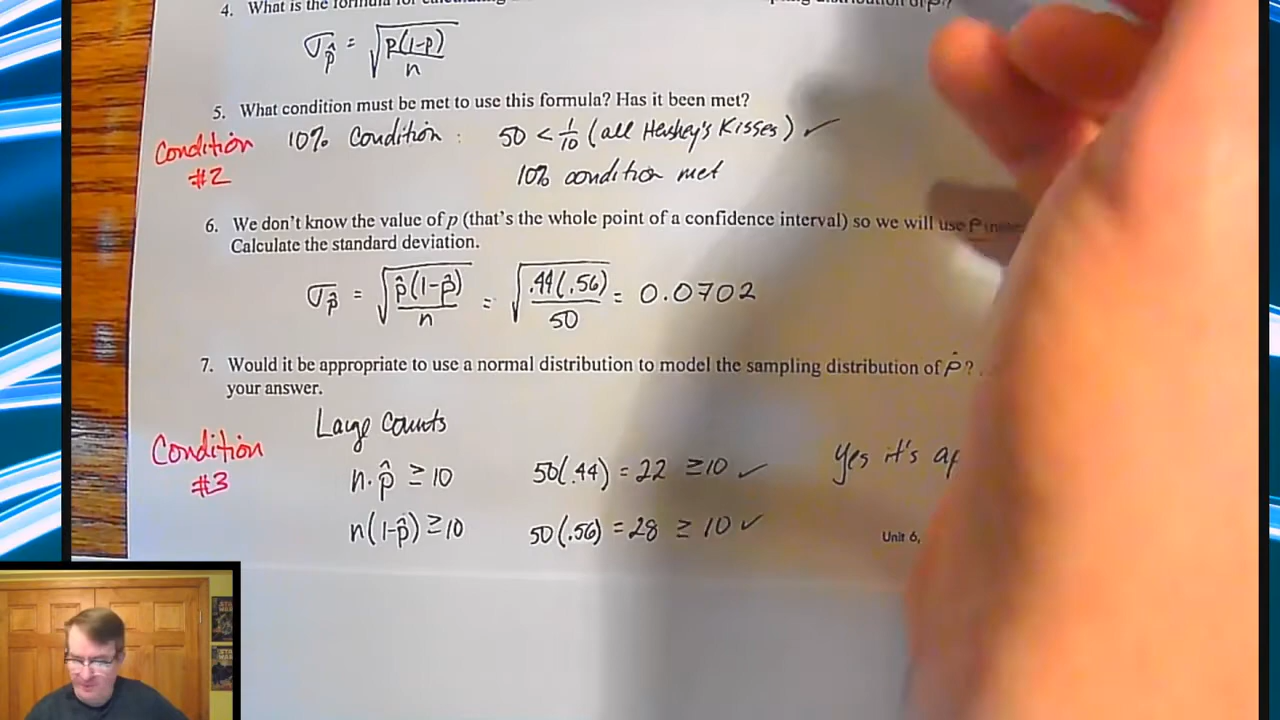 4. What is the formula for calculating
σp̂ = √(p(1-p)/n)
5. What condition must be met to use this formula? Has it been met?
Condition #2
10% Condition : 50 < 1/10 (all Hershey's Kisses) ✓
10% condition met
6. We don't know the value of p (that's the whole point of a confidence interval) so we will use p̂
Calculate the standard deviation.
σp̂ = √(p̂(1-p̂)/n) = √(.44(.56)/50) = 0.0702
7. Would it be appropriate to use a normal distribution to model the sampling distribution of p̂?
your answer.
Condition #3
Large Counts
n·p̂ ≥ 10 50(.44) = 22 ≥10 ✓ Yes it's ap
n(1-p̂) ≥ 10 50(.56) = 28 ≥ 10 ✓
Unit 6,
STAR WARS
STAR WARS